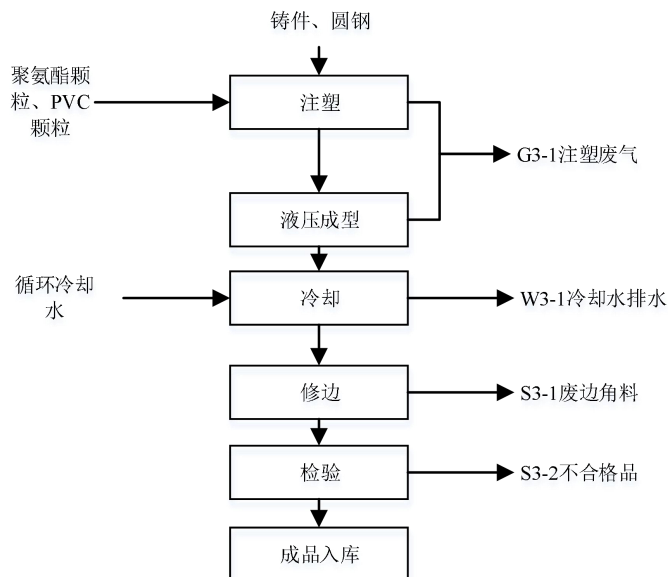 铸件、圆钢
聚氨酯颗
粒、PVC
颗粒
注塑
G3-1注塑废气
液压成型
循环冷却
水
冷却
W3-1冷却水排水
修边
S3-1废边角料
检验
S3-2不合格品
成品入库